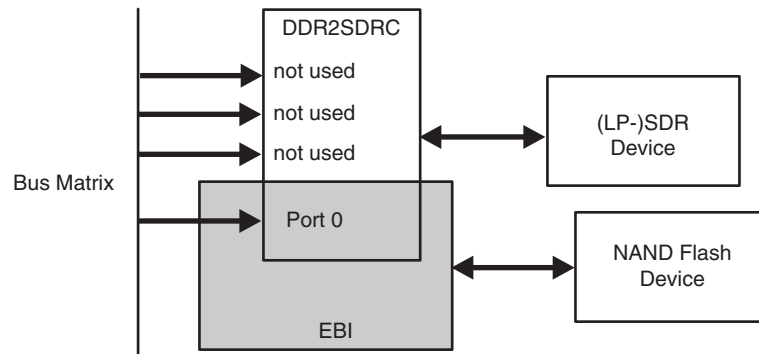 DDR2SDRC
not used
not used
not used
Bus Matrix
Port 0
EBI
(LP-)SDR
Device
NAND Flash
Device